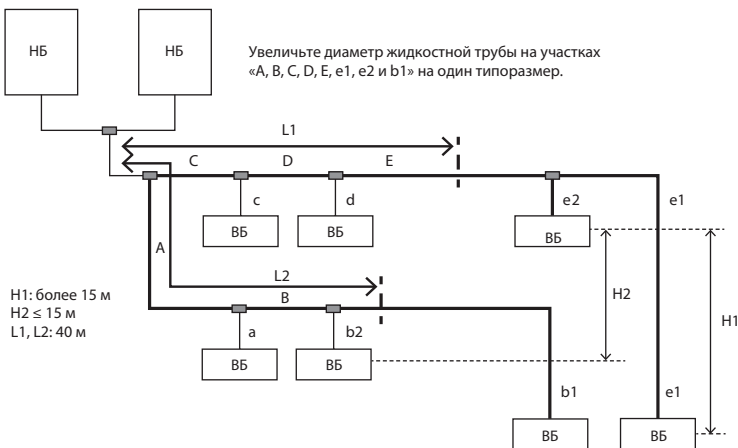 НБ
НБ
Увеличьте диаметр жидкостной трубы на участках
«A, B, C, D, E, e1, e2 и b1» на один типоразмер.
L1
C
D
E
c
d
e2
e1
ВБ
ВБ
ВБ
A
L2
B
H2
H1
H1: более 15 м
H2 ≤ 15 м
L1, L2: 40 м
a
b2
ВБ
ВБ
b1
e1
ВБ
ВБ